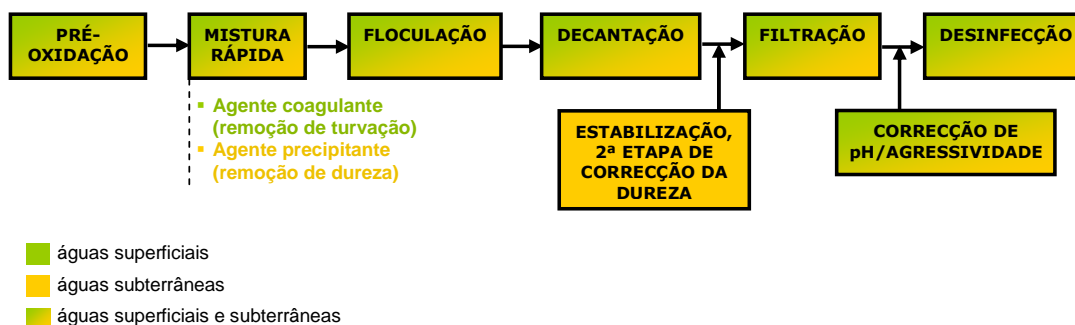 PRÉ-
OXIDAÇÃO
MISTURA
RÁPIDA
FLOCULAÇÃO
DECANTAÇÃO
FILTRAÇÃO
DESINFECÇÃO
Agente coagulante
(remoção de turvação)
Agente precipitante
(remoção de dureza)
ESTABILIZAÇÃO,
2ª ETAPA DE
CORRECÇÃO DA
DUREZA
CORRECÇÃO DE
pH/AGRESSIVIDADE
águas superficiais
águas subterrâneas
águas superficiais e subterrâneas